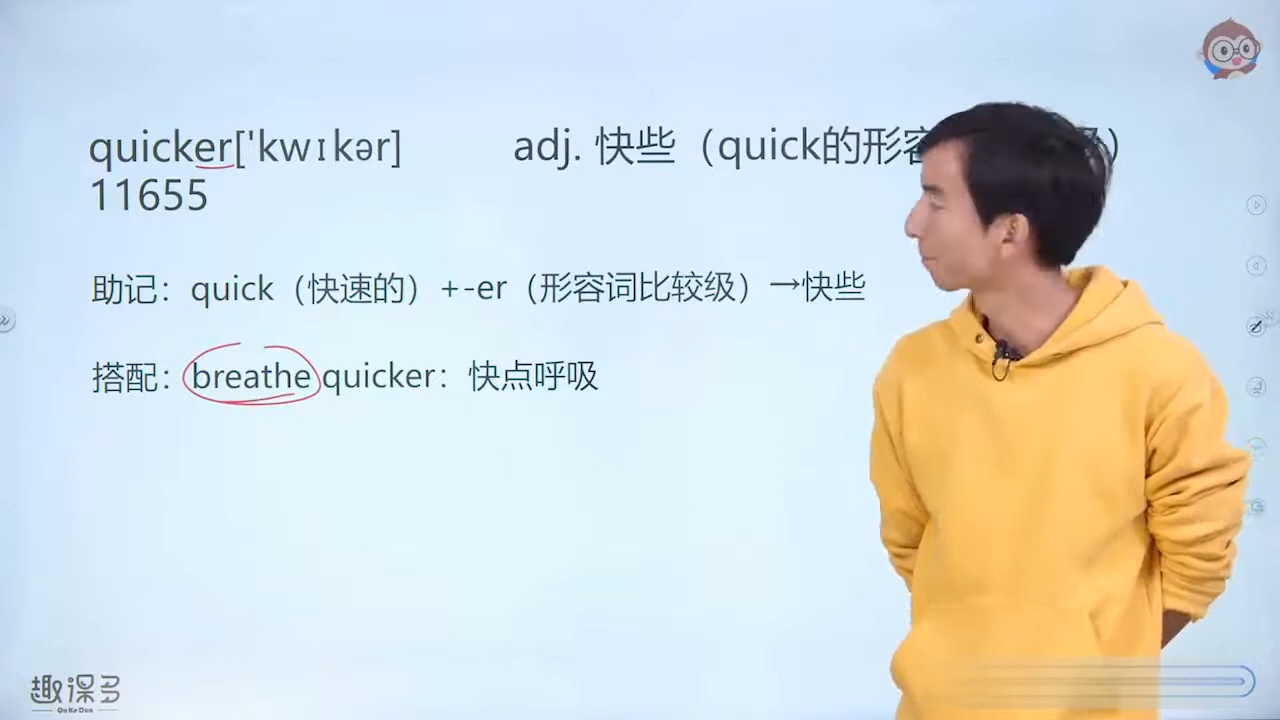 quicker['kwɪkər] adj. 快些（quick的形容
11655
助记：quick（快速的）+-er（形容词比较级）→快些
搭配：breathe quicker：快点呼吸
趣课多
QuKeDuo